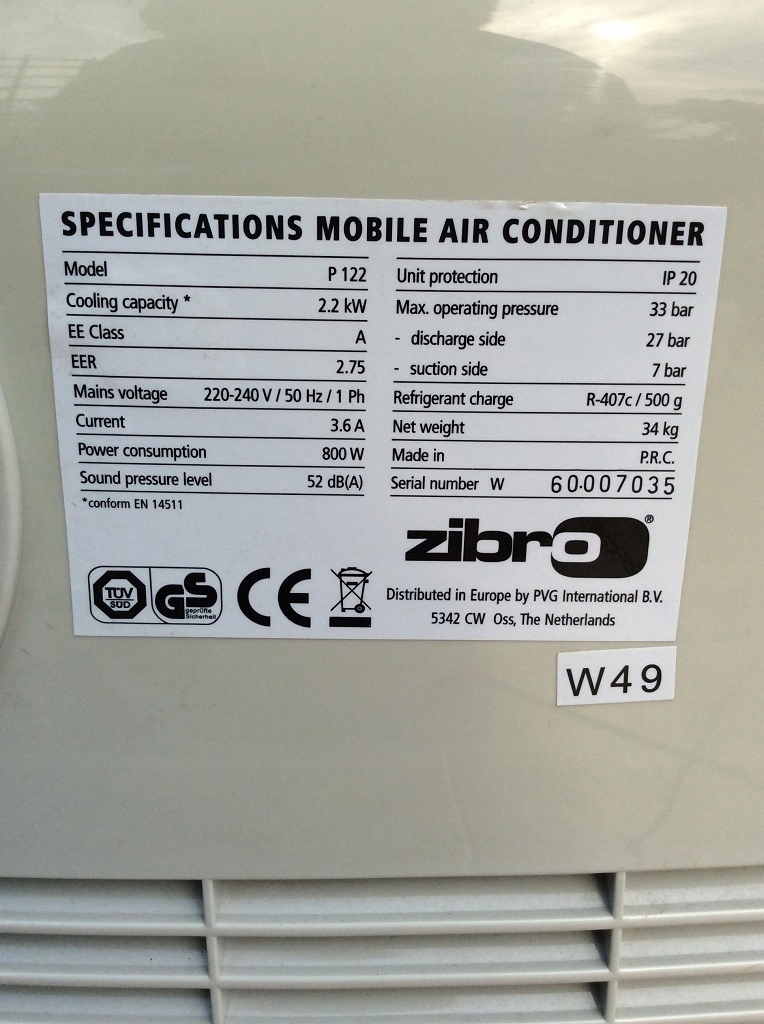 SPECIFICATIONS MOBILE AIR CONDITIONER
Model P 122
Cooling capacity * 2.2 kW
EE Class A
EER 2.75
Mains voltage 220-240 V / 50 Hz / 1 Ph
Current 3.6 A
Power consumption 800 W
Sound pressure level 52 dB(A)
*conform EN 14511
Unit protection IP 20
Max. operating pressure 33 bar
- discharge side 27 bar
- suction side 7 bar
Refrigerant charge R-407c / 500 g
Net weight 34 kg
Made in P.R.C.
Serial number W 60.007035
zibro®
TÜV
SÜD
GS
geprüfte
Sicherheit
CE
Distributed in Europe by PVG International B.V.
5342 CW Oss, The Netherlands
W49